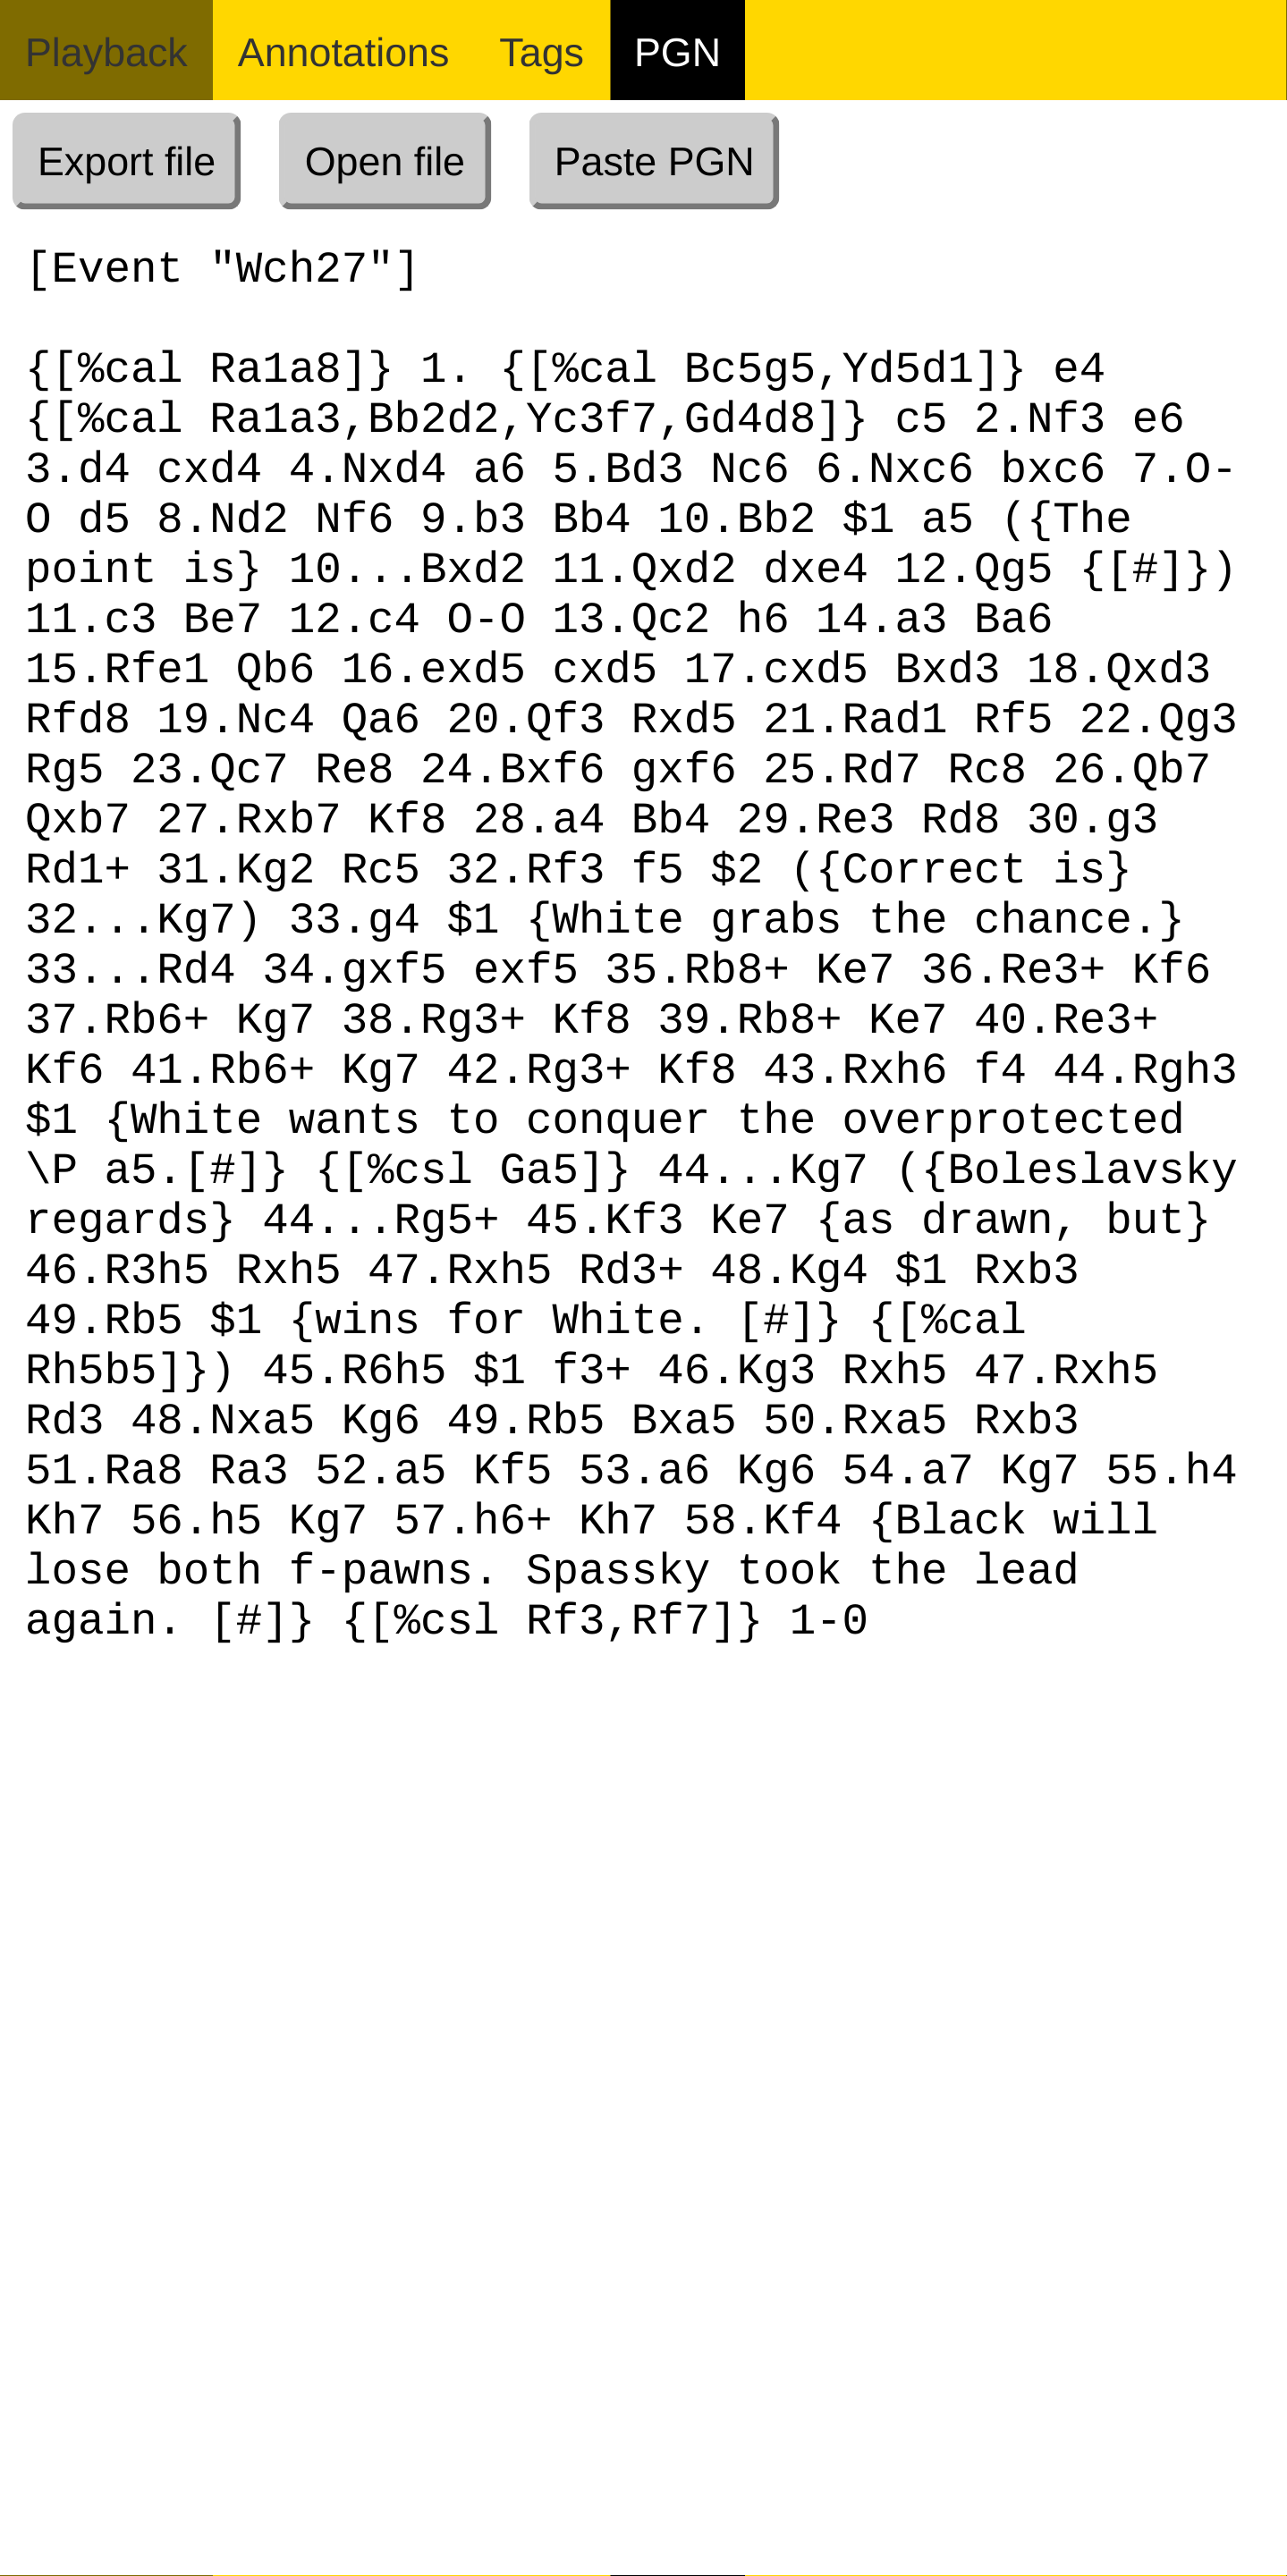 Playback Annotations Tags PGN
Export file Open file Paste PGN
[Event "Wch27"]
{[%cal Ra1a8]} 1. {[%cal Bc5g5,Yd5d1]} e4
{[%cal Ra1a3,Bb2d2,Yc3f7,Gd4d8]} c5 2.Nf3 e6
3.d4 cxd4 4.Nxd4 a6 5.Bd3 Nc6 6.Nxc6 bxc6 7.O-
O d5 8.Nd2 Nf6 9.b3 Bb4 10.Bb2 $1 a5 ({The
point is} 10...Bxd2 11.Qxd2 dxe4 12.Qg5 {[#]})
11.c3 Be7 12.c4 O-O 13.Qc2 h6 14.a3 Ba6
15.Rfe1 Qb6 16.exd5 cxd5 17.cxd5 Bxd3 18.Qxd3
Rfd8 19.Nc4 Qa6 20.Qf3 Rxd5 21.Rad1 Rf5 22.Qg3
Rg5 23.Qc7 Re8 24.Bxf6 gxf6 25.Rd7 Rc8 26.Qb7
Qxb7 27.Rxb7 Kf8 28.a4 Bb4 29.Re3 Rd8 30.g3
Rd1+ 31.Kg2 Rc5 32.Rf3 f5 $2 ({Correct is}
32...Kg7) 33.g4 $1 {White grabs the chance.}
33...Rd4 34.gxf5 exf5 35.Rb8+ Ke7 36.Re3+ Kf6
37.Rb6+ Kg7 38.Rg3+ Kf8 39.Rb8+ Ke7 40.Re3+
Kf6 41.Rb6+ Kg7 42.Rg3+ Kf8 43.Rxh6 f4 44.Rgh3
$1 {White wants to conquer the overprotected
\P a5.[#]} {[%csl Ga5]} 44...Kg7 ({Boleslavsky
regards} 44...Rg5+ 45.Kf3 Ke7 {as drawn, but}
46.R3h5 Rxh5 47.Rxh5 Rd3+ 48.Kg4 $1 Rxb3
49.Rb5 $1 {wins for White. [#]} {[%cal
Rh5b5]}) 45.R6h5 $1 f3+ 46.Kg3 Rxh5 47.Rxh5
Rd3 48.Nxa5 Kg6 49.Rb5 Bxa5 50.Rxa5 Rxb3
51.Ra8 Ra3 52.a5 Kf5 53.a6 Kg6 54.a7 Kg7 55.h4
Kh7 56.h5 Kg7 57.h6+ Kh7 58.Kf4 {Black will
lose both f-pawns. Spassky took the lead
again. [#]} {[%csl Rf3,Rf7]} 1-0